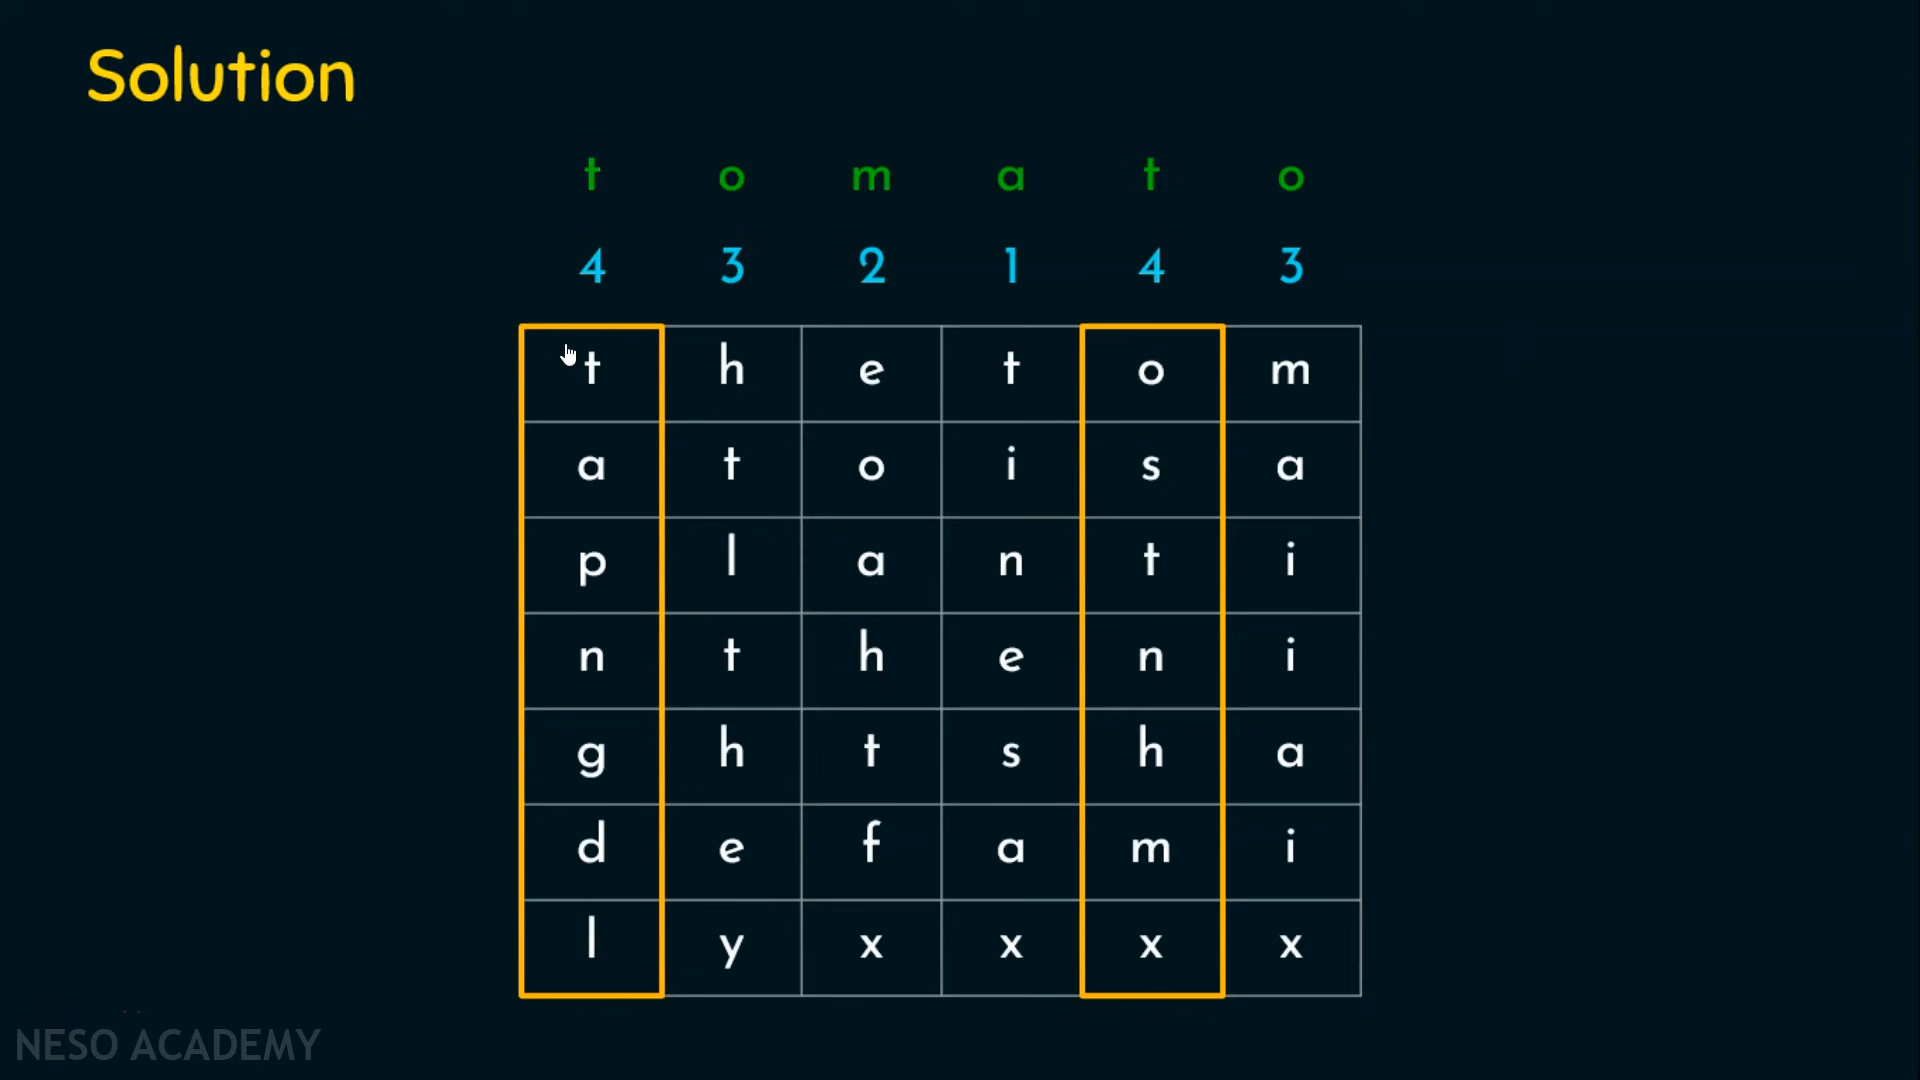 Solution
t o m a t o
4 3 2 1 4 3
t h e t o m
a t o i s a
p l a n t i
n t h e n i
g h t s h a
d e f a m i
l y x x x x
NESO ACADEMY